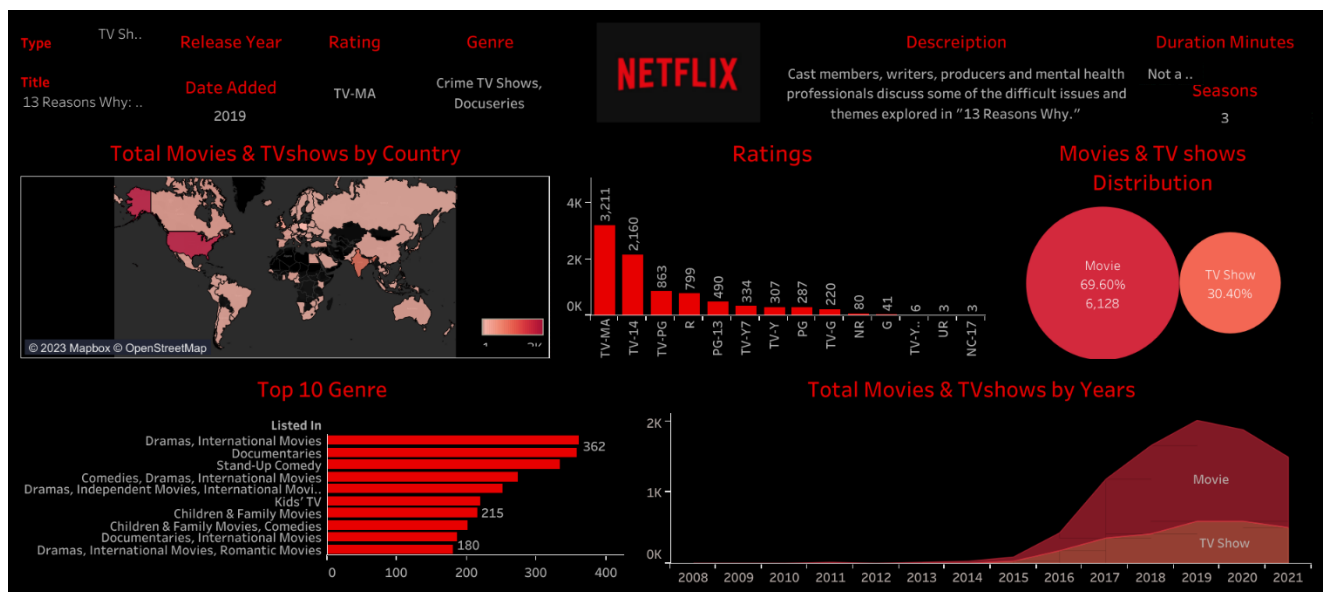 Type
TV Sh..
Release Year
Rating
Genre
NETFLIX
Descreiption
Duration Minutes
Title
13 Reasons Why: ..
Date Added
2019
TV-MA
Crime TV Shows,
Docuseries
Cast members, writers, producers and mental health
professionals discuss some of the difficult issues and
themes explored in "13 Reasons Why."
Not a ..
Seasons
3
Total Movies & TVshows by Country
© 2023 Mapbox © OpenStreetMap
Ratings
4K
2K
0K
3,211
2,160
863
799
490
334
307
287
220
80
41
6
3
3
TV-MA
TV-14
TV-PG
R
PG-13
TV-Y7
TV-Y
PG
TV-G
NR
G
TV-Y..
UR
NC-17
Movies & TV shows
Distribution
Movie
69.60%
6,128
TV Show
30.40%
Top 10 Genre
Listed In
Dramas, International Movies
Documentaries
Stand-Up Comedy
Comedies, Dramas, International Movies
Dramas, Independent Movies, International Movi..
Kids' TV
Children & Family Movies
Children & Family Movies, Comedies
Documentaries, International Movies
Dramas, International Movies, Romantic Movies
362
215
180
0 100 200 300 400
Total Movies & TVshows by Years
2K
1K
0K
Movie
TV Show
2008 2009 2010 2011 2012 2013 2014 2015 2016 2017 2018 2019 2020 2021